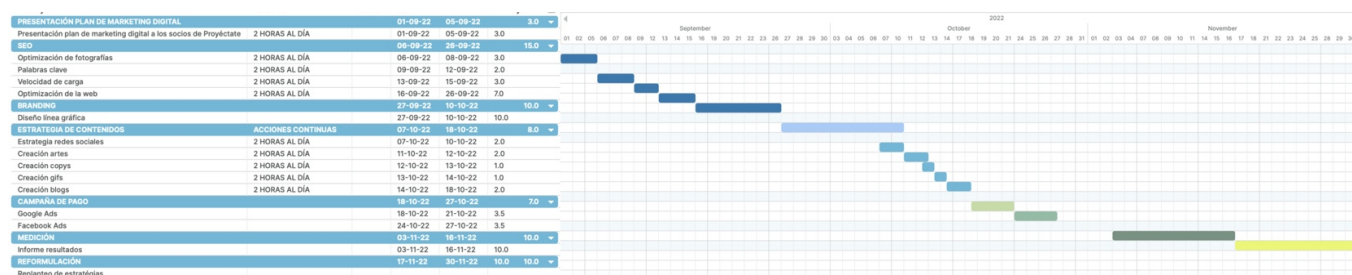 PRESENTACIÓN PLAN DE MARKETING DIGITAL 01-09-22 05-09-22 3.0
Presentación plan de marketing digital a los socios de Proyéctate 2 HORAS AL DÍA 01-09-22 05-09-22 3.0
SEO 06-09-22 26-09-22 15.0
Optimización de fotografías 2 HORAS AL DÍA 06-09-22 08-09-22 3.0
Palabras clave 2 HORAS AL DÍA 09-09-22 12-09-22 2.0
Velocidad de carga 2 HORAS AL DÍA 13-09-22 15-09-22 3.0
Optimización de la web 2 HORAS AL DÍA 16-09-22 26-09-22 7.0
BRANDING 27-09-22 10-10-22 10.0
Diseño línea gráfica 27-09-22 10-10-22 10.0
ESTRATEGIA DE CONTENIDOS ACCIONES CONTINUAS 07-10-22 18-10-22 8.0
Estrategia redes sociales 2 HORAS AL DÍA 07-10-22 10-10-22 2.0
Creación artes 2 HORAS AL DÍA 11-10-22 12-10-22 2.0
Creación copys 2 HORAS AL DÍA 12-10-22 13-10-22 1.0
Creación gifs 2 HORAS AL DÍA 13-10-22 14-10-22 1.0
Creación blogs 2 HORAS AL DÍA 14-10-22 18-10-22 2.0
CAMPAÑA DE PAGO 18-10-22 27-10-22 7.0
Google Ads 18-10-22 21-10-22 3.5
Facebook Ads 24-10-22 27-10-22 3.5
MEDICIÓN 03-11-22 16-11-22 10.0
Informe resultados 03-11-22 16-11-22 10.0
REFORMULACIÓN 17-11-22 30-11-22 10.0 10.0
Replanteo de estratégias
2022
September October November
01 02 05 06 07 08 09 12 13 14 15 16 19 20 21 22 23 26 27 28 29 30 03 04 05 06 07 10 11 12 13 14 17 18 19 20 21 24 25 26 27 28 31 01 02 03 04 07 08 09 10 11 14 15 16 17 18 21 22 23 24 25 28 29